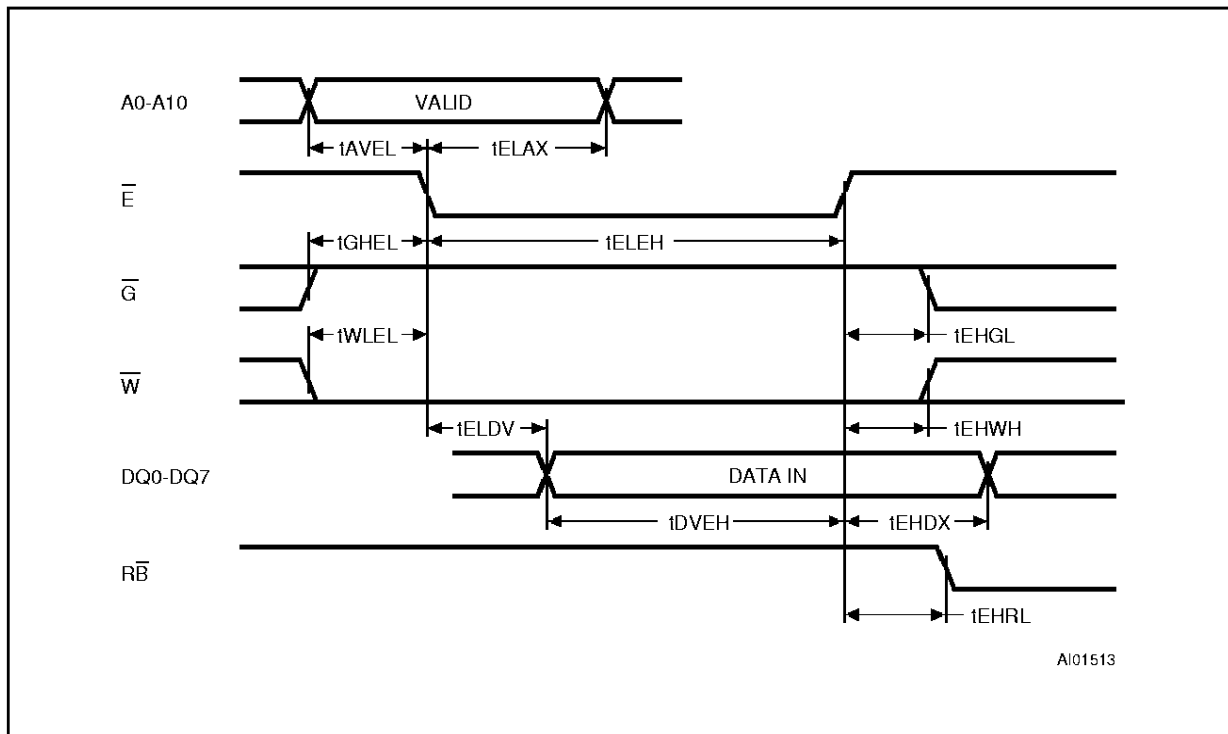 A0-A10
VALID
tAVEL
tELAX
E̅
tGHEL
tELEH
G̅
tWLEL
tEHGL
W̅
tELDV
tEHWH
DQ0-DQ7
DATA IN
tDVEH
tEHDX
RB̅
tEHRL
AI01513